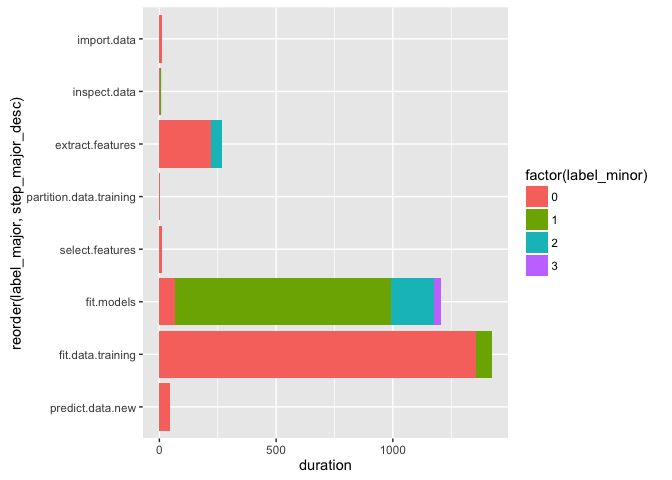 import.data
inspect.data
extract.features
partition.data.training
select.features
fit.models
fit.data.training
predict.data.new
reorder(label_major, step_major_desc)
0
500
1000
duration
factor(label_minor)
0
1
2
3